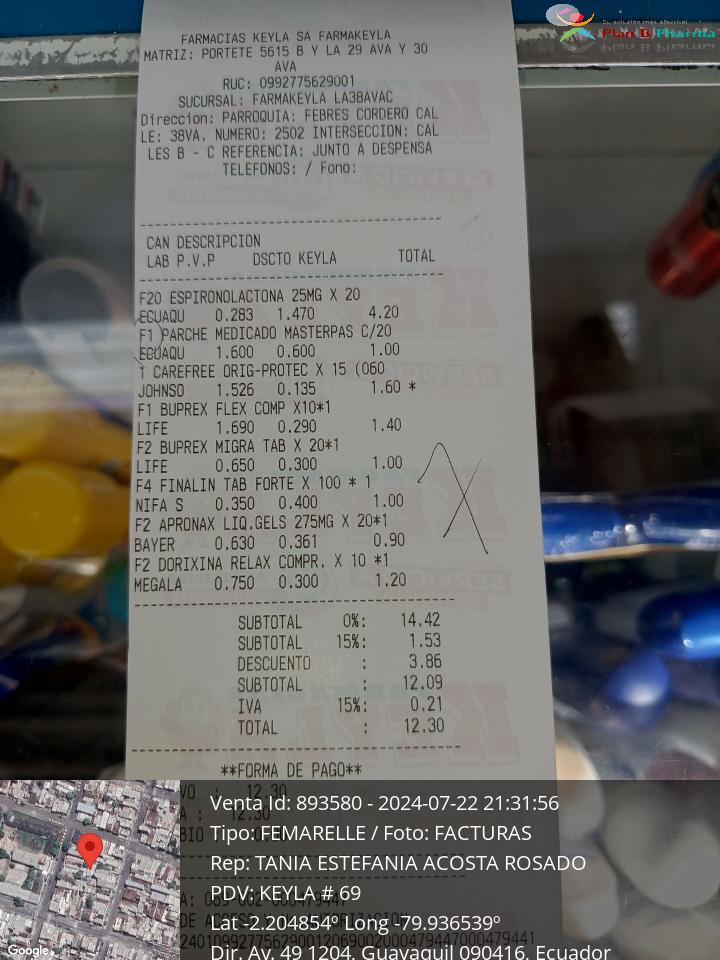 Su solución más efectiva!
Plan B Pharma
FARMACIAS KEYLA SA FARMAKEYLA
MATRIZ: PORTETE 5615 B Y LA 29 AVA Y 30
AVA
RUC: 0992775629001
SUCURSAL: FARMAKEYLA LA38AVAC
Direccion: PARROQUIA: FEBRES CORDERO CAL
LE: 38VA. NUMERO: 2502 INTERSECCION: CAL
LES B - C REFERENCIA: JUNTO A DESPENSA
TELEFONOS: / Fono:
CAN DESCRIPCION
LAB P.V.P DSCTO KEYLA TOTAL
F20 ESPIRONOLACTONA 25MG X 20
ECUAQU 0.283 1.470 4.20
F1 PARCHE MEDICADO MASTERPAS C/20
ECUAQU 1.600 0.600 1.00
1 CAREFREE ORIG-PROTEC X 15 (060
JOHNSO 1.526 0.135 1.60 *
F1 BUPREX FLEX COMP X10*1
LIFE 1.690 0.290 1.40
F2 BUPREX MIGRA TAB X 20*1
LIFE 0.650 0.300 1.00
F4 FINALIN TAB FORTE X 100 * 1
NIFA S 0.350 0.400 1.00
F2 APRONAX LIQ.GELS 275MG X 20*1
BAYER 0.630 0.361 0.90
F2 DORIXINA RELAX COMPR. X 10 *1
MEGALA 0.750 0.300 1.20
SUBTOTAL 0%: 14.42
SUBTOTAL 15%: 1.53
DESCUENTO : 3.86
SUBTOTAL : 12.09
IVA 15%: 0.21
TOTAL : 12.30
**FORMA DE PAGO**
VO : 12.30
A : 12.30
BIO :
Venta Id: 893580 - 2024-07-22 21:31:56
Tipo: FEMARELLE / Foto: FACTURAS
Rep: TANIA ESTEFANIA ACOSTA ROSADO
PDV: KEYLA # 69
Lat -2.204854º Long -79.936539º
Dir. Av. 49 1204, Guayaquil 090416, Ecuador
Google